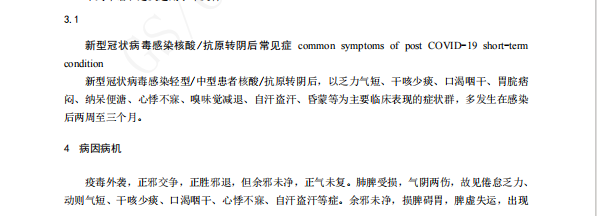 3.1
新型冠状病毒感染核酸/抗原转阴后常见症 common symptoms of post COVID-19 short-term
condition
新型冠状病毒感染轻型/中型患者核酸/抗原转阴后，以乏力气短、干咳少痰、口渴咽干、胃脘痞
闷、纳呆便溏、心悸不寐、嗅味觉减退、自汗盗汗、昏蒙等为主要临床表现的症状群，多发生在感染
后两周至三个月。
4 病因病机
疫毒外袭，正邪交争，正胜邪退，但余邪未净，正气未复。肺脾受损，气阴两伤，故见倦怠乏力、
动则气短、干咳少痰、口渴咽干、心悸不寐、自汗盗汗等症。余邪未净，损脾碍胃，脾虚失运，出现